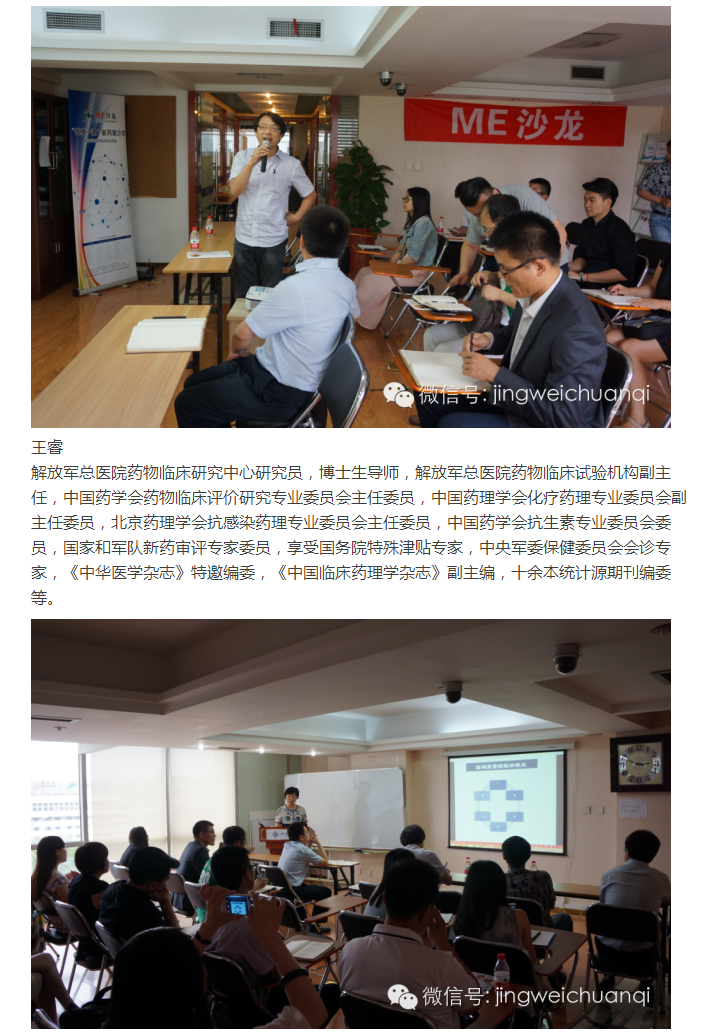 ME沙龙
ME沙龙
微信号: jingweichuanqi
王睿
解放军总医院药物临床研究中心研究员，博士生导师，解放军总医院药物临床试验机构副主
任，中国药学会药物临床评价研究专业委员会主任委员，中国药理学会化疗药理专业委员会副
主任委员，北京药理学会抗感染药理专业委员会主任委员，中国药学会抗生素专业委员会委
员，国家和军队新药审评专家委员，享受国务院特殊津贴专家，中央军委保健委员会会诊专
家，《中华医学杂志》特邀编委，《中国临床药理学杂志》副主编，十余本统计源期刊编委
等。
微信号: jingweichuanqi